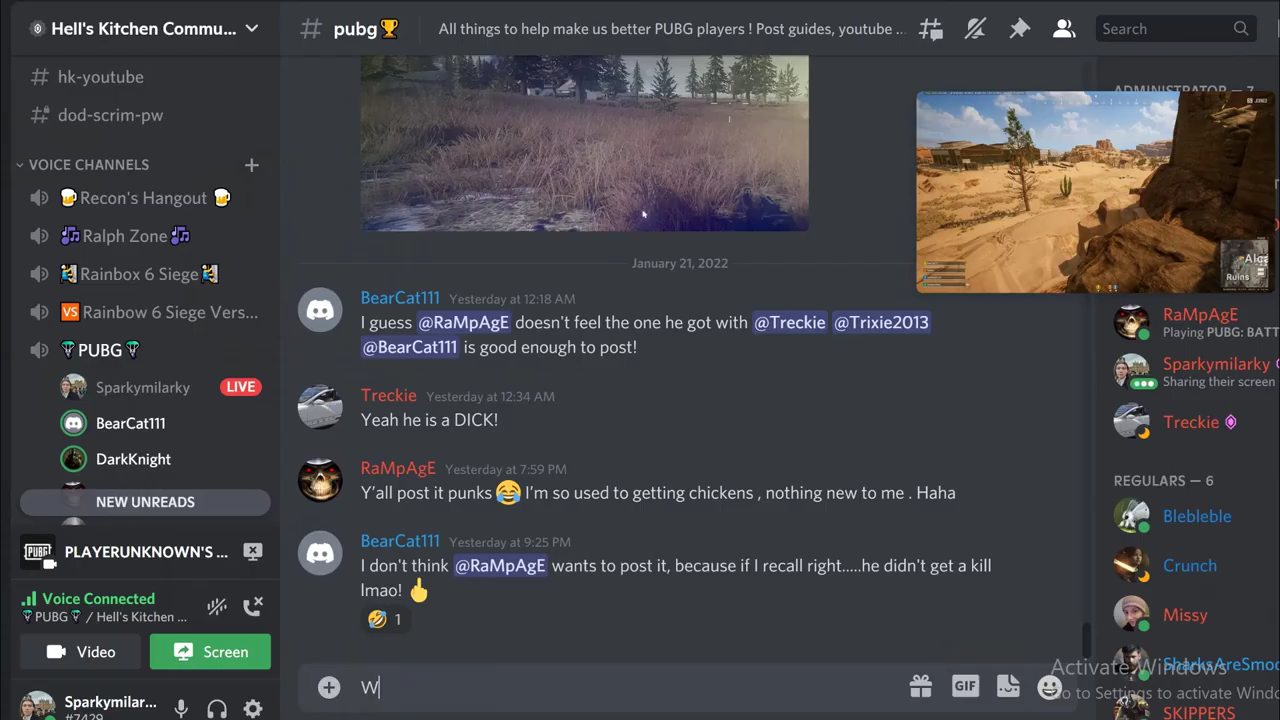 Hell's Kitchen Commu...
# hk-youtube
# dod-scrim-pw
VOICE CHANNELS
Recon's Hangout
Ralph Zone
Rainbox 6 Siege
VS Rainbow 6 Siege Vers...
PUBG
Sparkymilarky LIVE
BearCat111
DarkKnight
NEW UNREADS
PUBG PLAYERUNKNOWN'S ...
Voice Connected
PUBG / Hell's Kitchen ...
Video
Screen
Sparkymilar...
#7429
# pubg🏆
All things to help make us better PUBG players ! Post guides, youtube ...
Search
January 21, 2022
BearCat111 Yesterday at 12:18 AM
I guess @RaMpAgE doesn't feel the one he got with @Treckie @Trixie2013
@BearCat111 is good enough to post!
Treckie Yesterday at 12:34 AM
Yeah he is a DICK!
RaMpAgE Yesterday at 7:59 PM
Y'all post it punks 😂 I'm so used to getting chickens , nothing new to me . Haha
BearCat111 Yesterday at 9:25 PM
I don't think @RaMpAgE wants to post it, because if I recall right.....he didn't get a kill
lmao! 👆
🤣 1
W
GIF
ADMINISTRATOR — 7
Ruins
RaMpAgE
Playing PUBG: BATT
Sparkymilarky
Sharing their screen
Treckie
REGULARS — 6
Blebleble
Crunch
Missy
SharksAreSmoo
SKIPPERS
Activate Windows
Go to Settings to activate Win